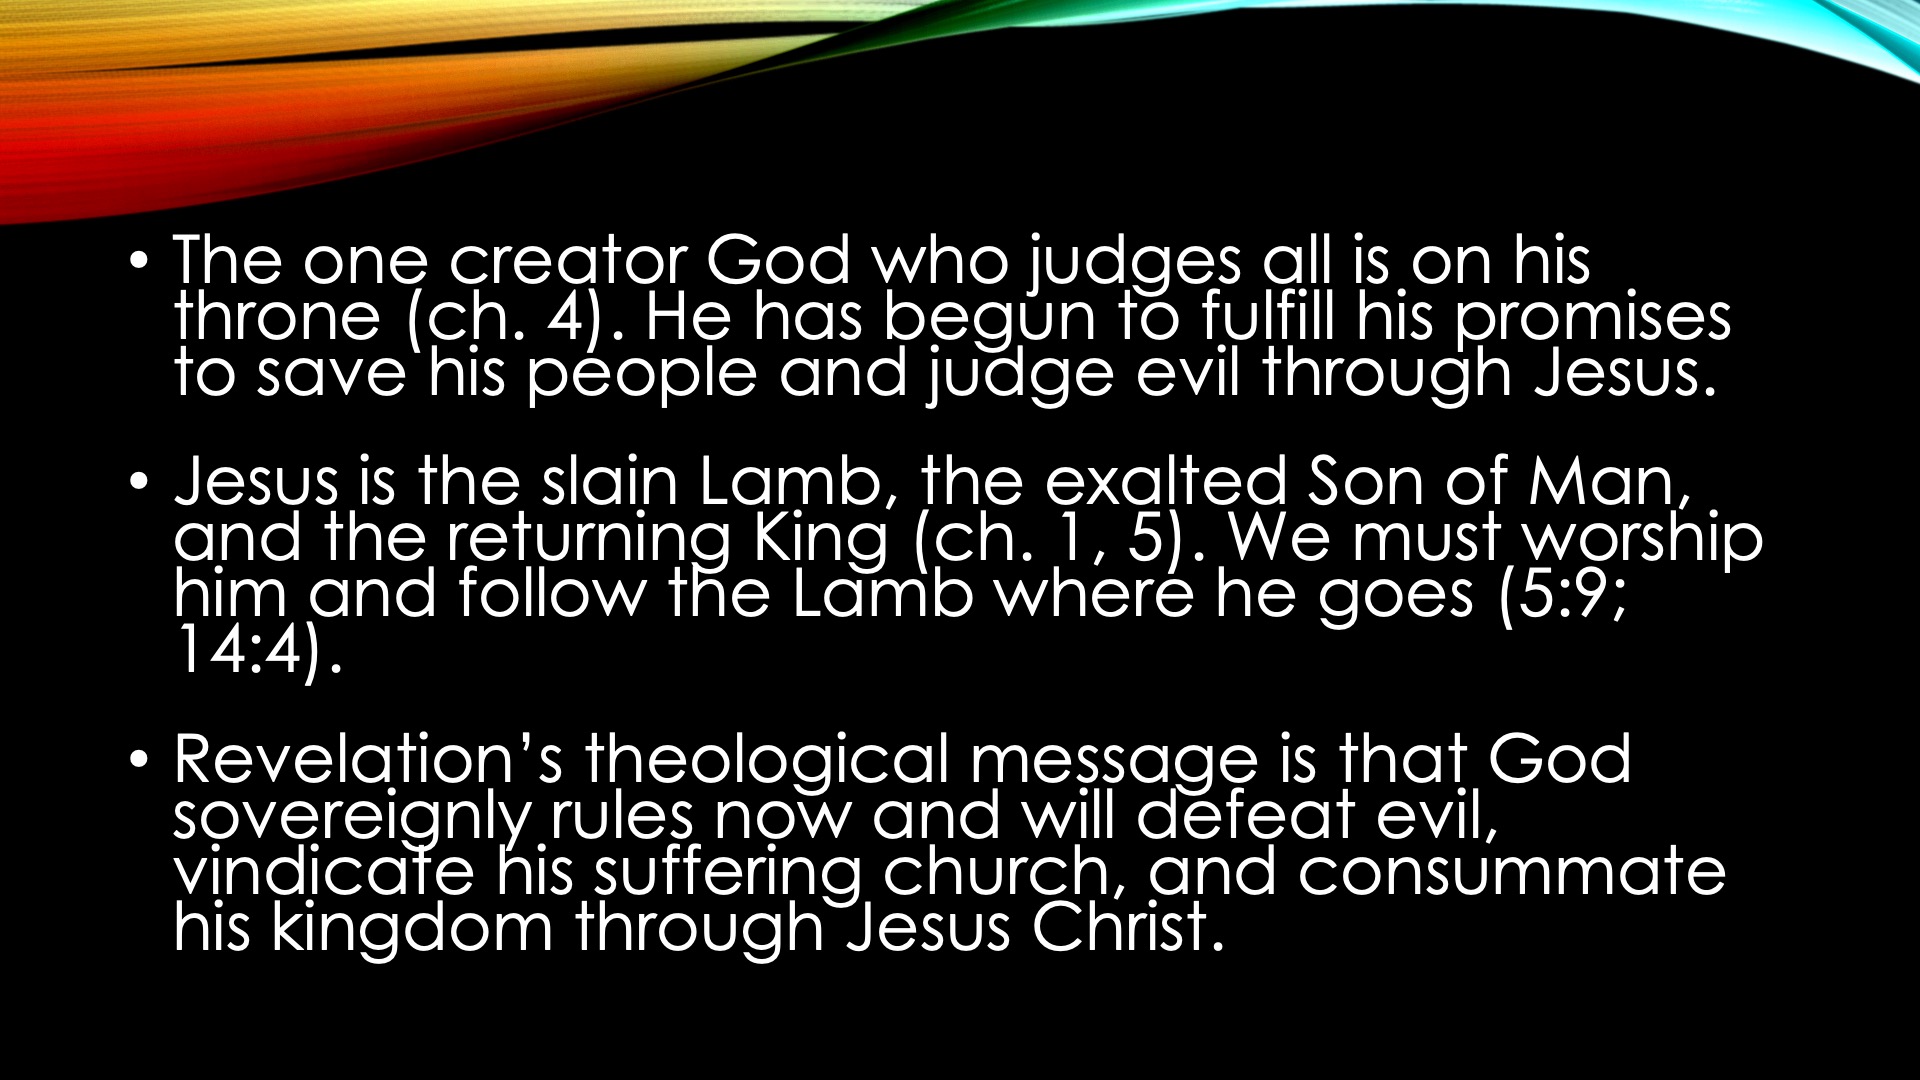 • The one creator God who judges all is on his
throne (ch. 4). He has begun to fulfill his promises
to save his people and judge evil through Jesus.
• Jesus is the slain Lamb, the exalted Son of Man,
and the returning King (ch. 1, 5). We must worship
him and follow the Lamb where he goes (5:9;
14:4).
• Revelation’s theological message is that God
sovereignly rules now and will defeat evil,
vindicate his suffering church, and consummate
his kingdom through Jesus Christ.